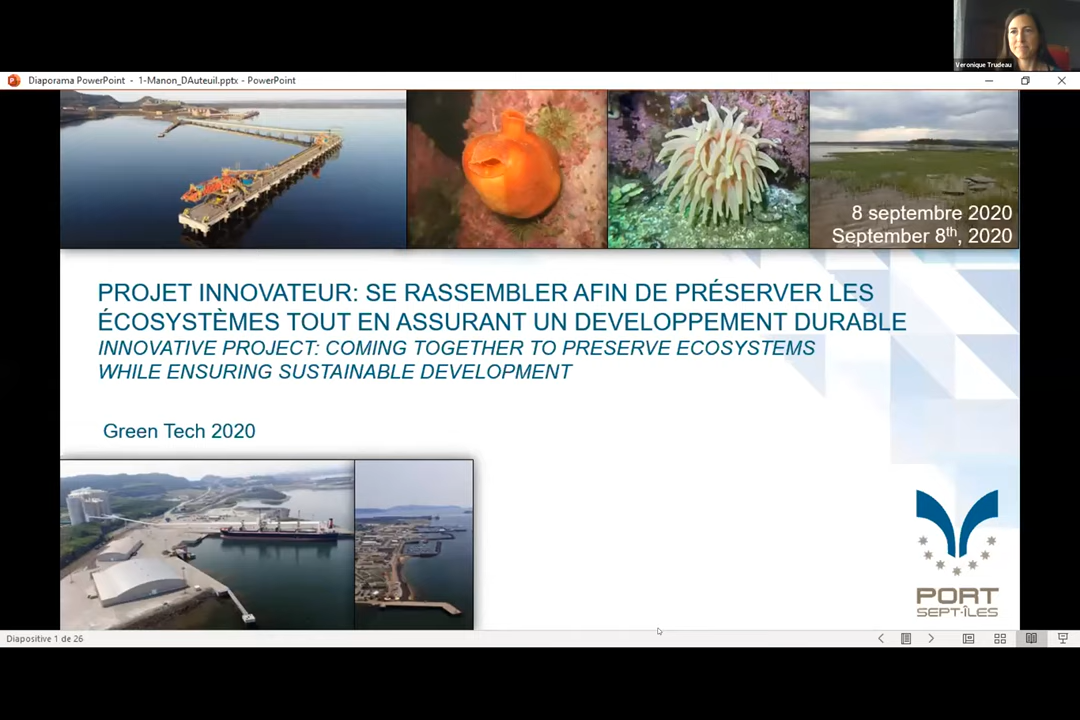 Veronique Trudeau
Diaporama PowerPoint - 1-Manon_DAuteuil.pptx - PowerPoint
8 septembre 2020
September 8th, 2020
PROJET INNOVATEUR: SE RASSEMBLER AFIN DE PRÉSERVER LES
ÉCOSYSTÈMES TOUT EN ASSURANT UN DEVELOPPEMENT DURABLE
INNOVATIVE PROJECT: COMING TOGETHER TO PRESERVE ECOSYSTEMS
WHILE ENSURING SUSTAINABLE DEVELOPMENT
Green Tech 2020
PORT
SEPT-ÎLES
Diapositive 1 de 26